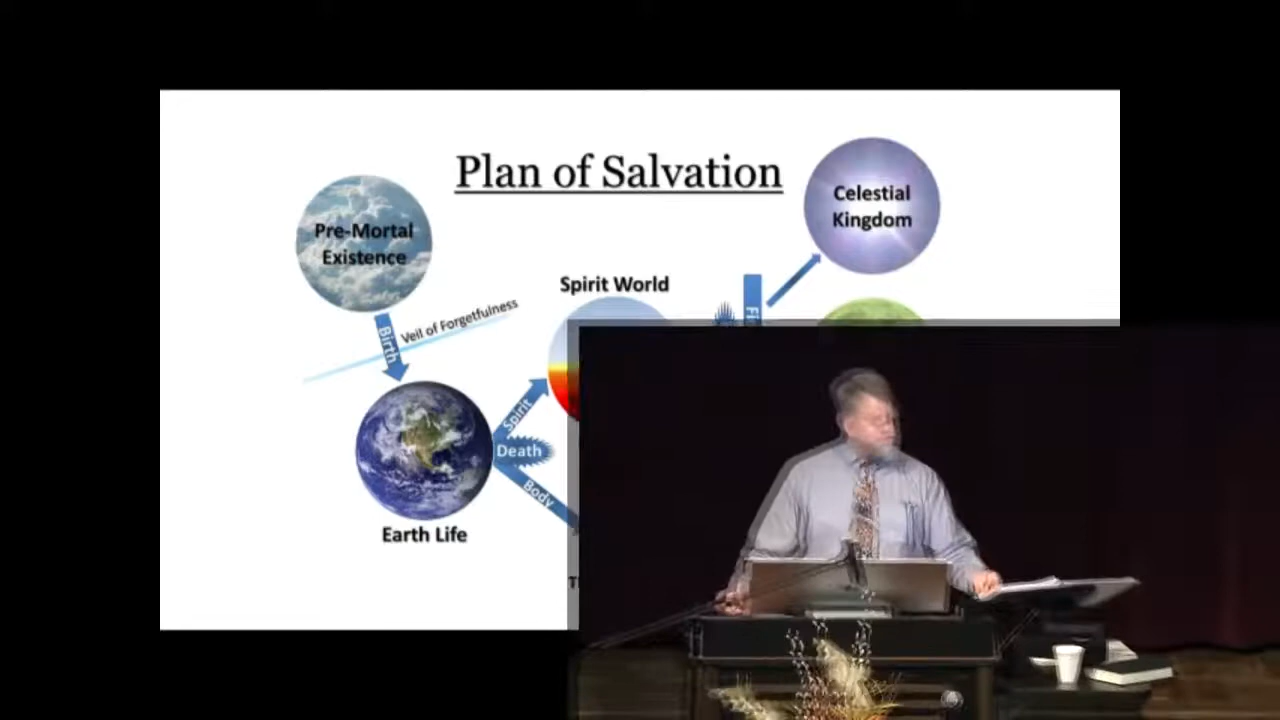 Plan of Salvation
Celestial
Kingdom
Pre-Mortal
Existence
Spirit World
Veil of Forgetfulness
Birth
Fi
Spirit
Death
Body
Earth Life
T